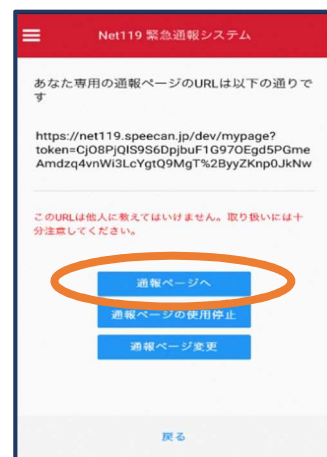 Net119 緊急通報システム
あなた専用の通報ページのURLは以下の通りで
す
https://net119.speecan.jp/dev/mypage?
token=CjO8PjQlS9S6DpjbuF1G97OEgd5PGme
Amdzq4vnWi3LcYgtQ9MgT%2ByyZKnp0JkNw
このURLは他人に教えてはいけません。取り扱いには十
分注意してください。
通報ページへ
通報ページの使用停止
通報ページ変更
戻る